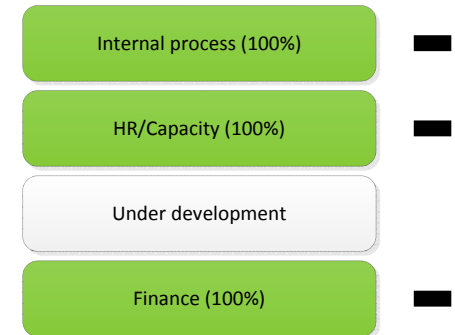 Internal process (100%)
HR/Capacity (100%)
Under development
Finance (100%)